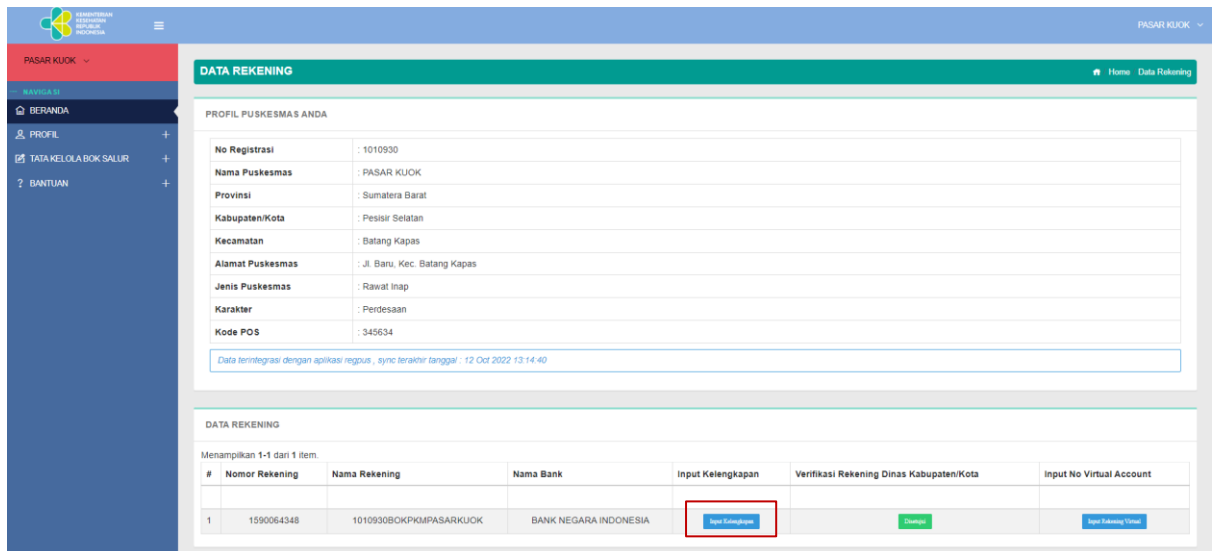 KEMENTERIAN
KESEHATAN
REPUBLIK
INDONESIA
PASAR KUOK
PASAR KUOK
NAVIGASI
BERANDA
PROFIL
TATA KELOLA BOK SALUR
BANTUAN
DATA REKENING
Home Data Rekening
PROFIL PUSKESMAS ANDA
No Registrasi : 1010930
Nama Puskesmas : PASAR KUOK
Provinsi : Sumatera Barat
Kabupaten/Kota : Pesisir Selatan
Kecamatan : Batang Kapas
Alamat Puskesmas : Jl. Baru, Kec. Batang Kapas
Jenis Puskesmas : Rawat Inap
Karakter : Perdesaan
Kode POS : 345634
Data terintegrasi dengan aplikasi regpus , sync terakhir tanggal : 12 Oct 2022 13:14:40
DATA REKENING
Menampilkan 1-1 dari 1 item.
# Nomor Rekening Nama Rekening Nama Bank Input Kelengkapan Verifikasi Rekening Dinas Kabupaten/Kota Input No Virtual Account
1 1590064348 1010930BOKPKMPASARKUOK BANK NEGARA INDONESIA Input Kelengkapan Disetujui Input Rekening Virtual